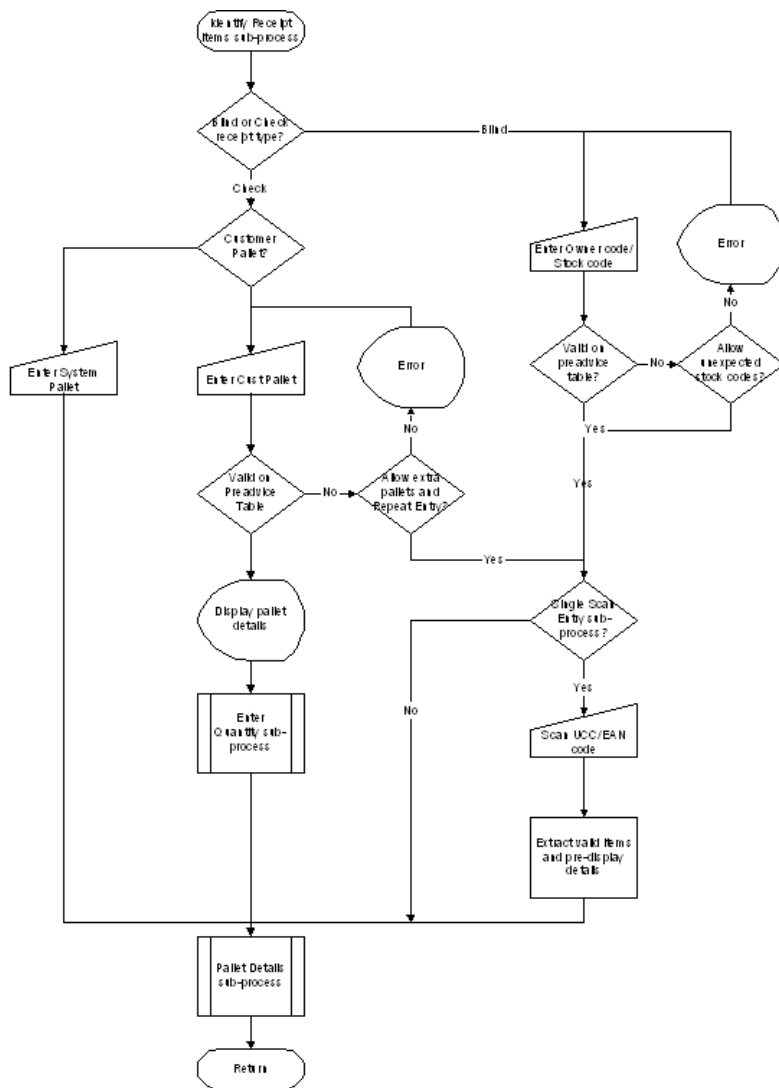 Identify Receipt
Items sub-process
Blind or Check
receipt type?
Blind
Check
Customer
Pallet?
Enter Owner code/
Stock code
Error
No
Enter System
Pallet
Enter Cust Pallet
Error
Valid on
preadvice
table?
No
Allow
unexpected
stock codes?
No
Yes
Valid on
Preadvice
Table
No
Allow extra
pallets and
Repeat Entry?
Yes
Yes
Display pallet
details
Single Scan
Entry sub-
process?
Yes
No
Enter
Quantity sub-
process
Scan UCC/EAN
code
Extract valid items
and pre-display
details
Pallet Details
sub-process
Return